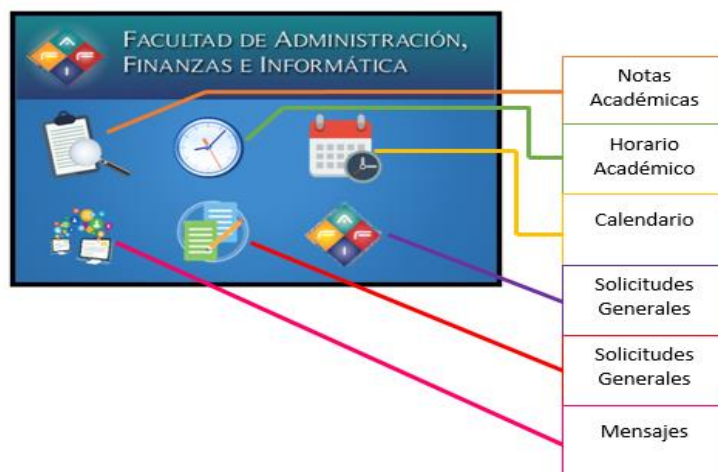 FACULTAD DE ADMINISTRACIÓN,
FINANZAS E INFORMÁTICA
Notas
Académicas
Horario
Académico
Calendario
Solicitudes
Generales
Solicitudes
Generales
Mensajes